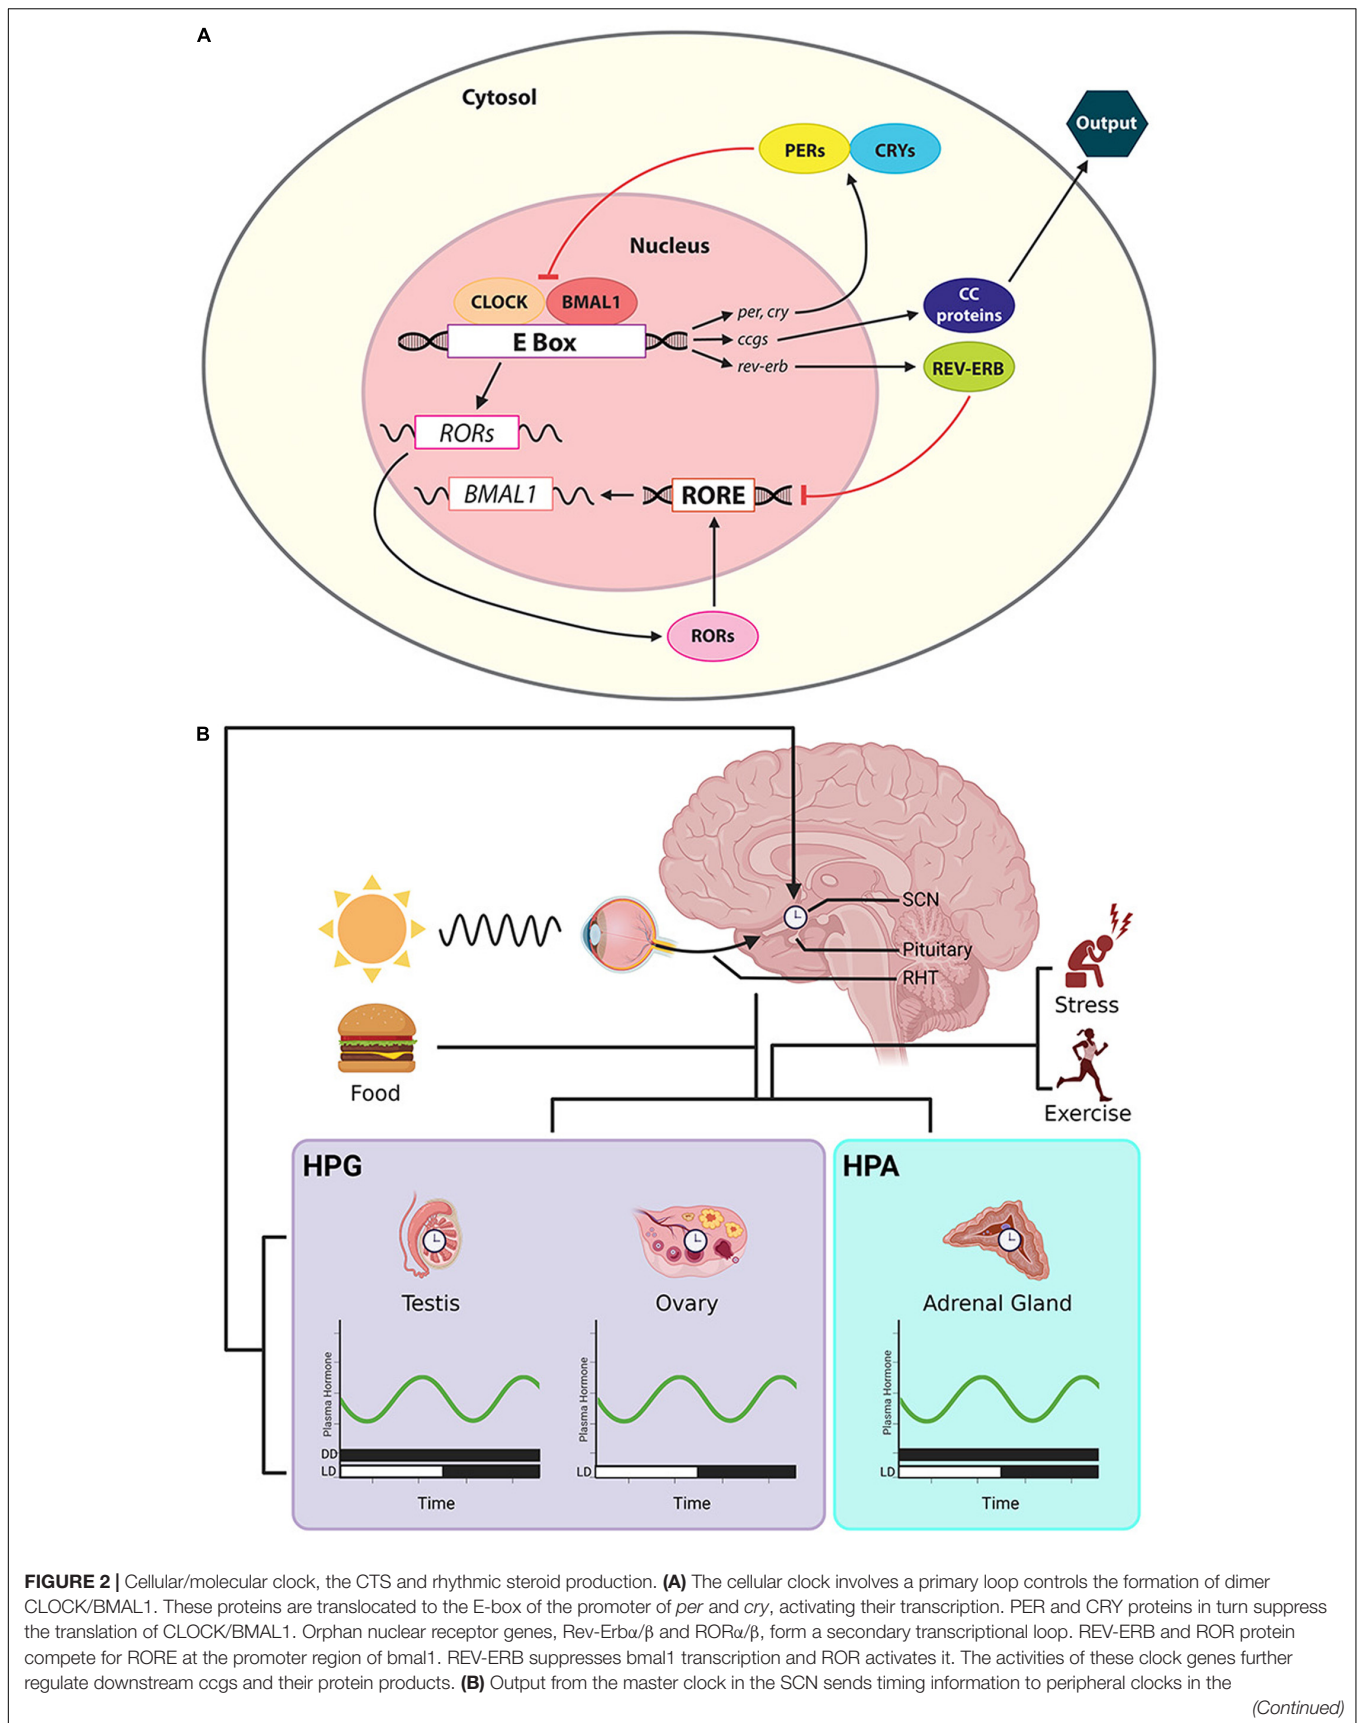 A
Cytosol
Output
PERs
CRYs
Nucleus
CLOCK
BMAL1
CC
proteins
per, cry
E Box
ccgs
rev-erb
REV-ERB
RORs
BMAL1
RORE
RORs
B
SCN
Pituitary
RHT
Stress
Food
Exercise
HPG
HPA
Testis
Ovary
Adrenal Gland
Plasma Hormone
Plasma Hormone
Plasma Hormone
DD
LD
LD
LD
Time
Time
Time
FIGURE 2 | Cellular/molecular clock, the CTS and rhythmic steroid production. (A) The cellular clock involves a primary loop controls the formation of dimer
CLOCK/BMAL1. These proteins are translocated to the E-box of the promoter of per and cry, activating their transcription. PER and CRY proteins in turn suppress
the translation of CLOCK/BMAL1. Orphan nuclear receptor genes, Rev-Erbα/β and RORα/β, form a secondary transcriptional loop. REV-ERB and ROR protein
compete for RORE at the promoter region of bmal1. REV-ERB suppresses bmal1 transcription and ROR activates it. The activities of these clock genes further
regulate downstream ccgs and their protein products. (B) Output from the master clock in the SCN sends timing information to peripheral clocks in the
(Continued)